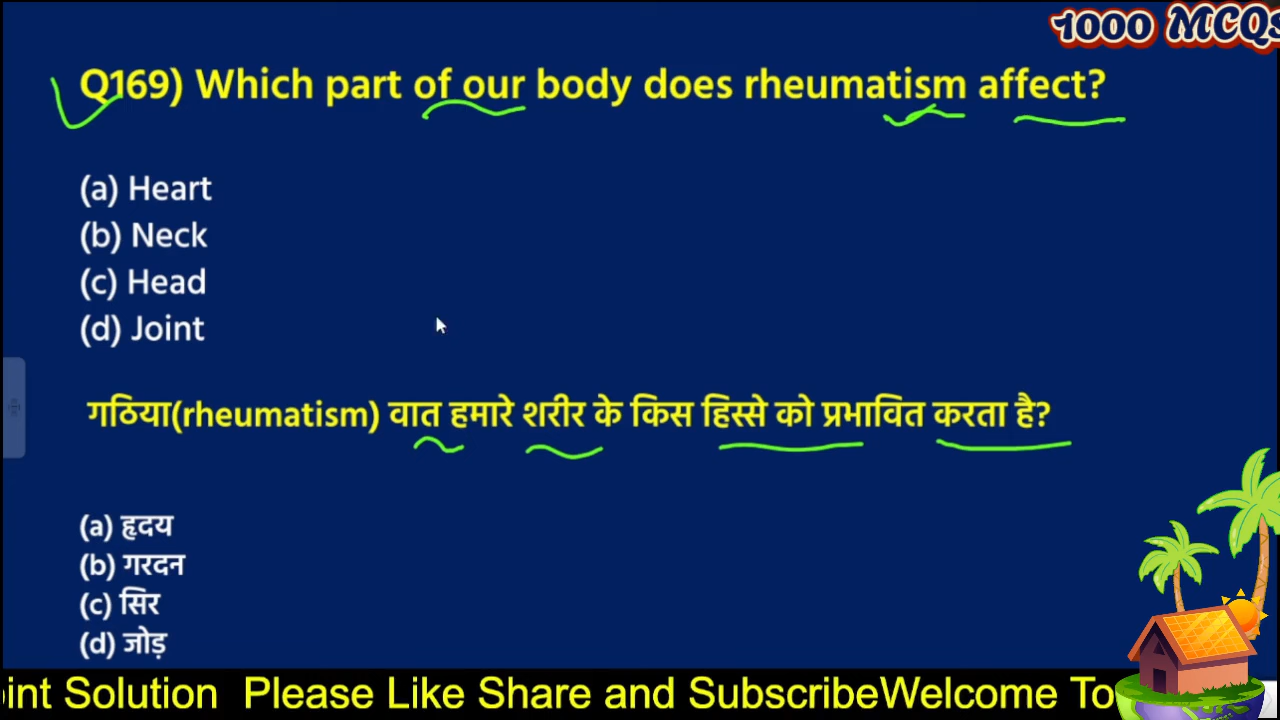 1000 MCQs
Q169) Which part of our body does rheumatism affect?
(a) Heart
(b) Neck
(c) Head
(d) Joint
गठिया(rheumatism) वात हमारे शरीर के किस हिस्से को प्रभावित करता है?
(a) हृदय
(b) गरदन
(c) सिर
(d) जोड़
oint Solution Please Like Share and SubscribeWelcome To